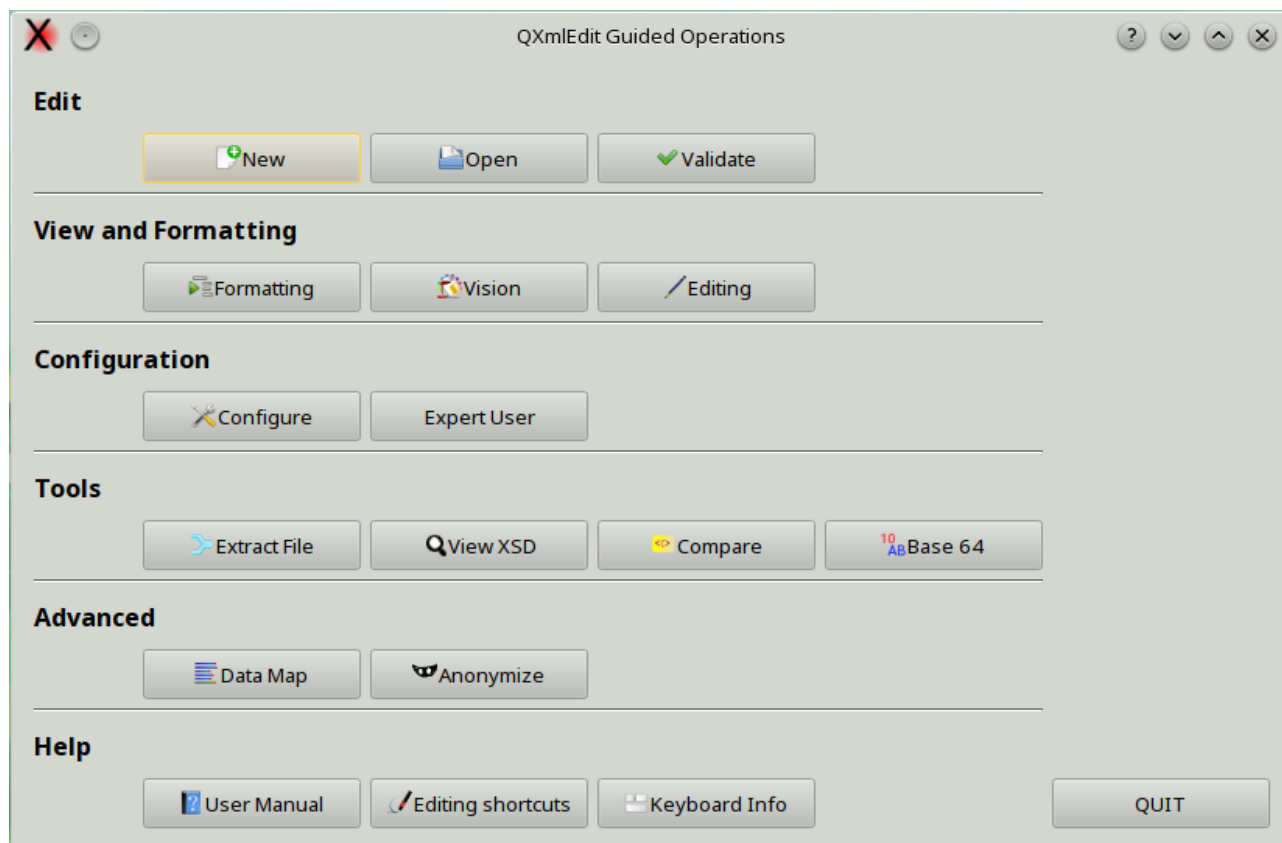 QXmlEdit Guided Operations
Edit
New Open Validate
View and Formatting
Formatting Vision Editing
Configuration
Configure Expert User
Tools
Extract File View XSD Compare 10 AB Base 64
Advanced
Data Map Anonymize
Help
User Manual Editing shortcuts Keyboard Info QUIT